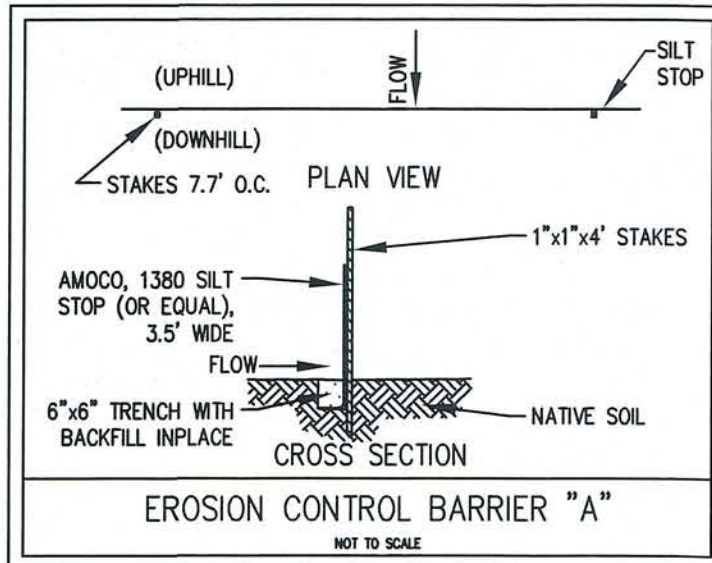 (UPHILL)
FLOW
SILT
STOP
(DOWNHILL)
STAKES 7.7' O.C.
PLAN VIEW
1"x1"x4' STAKES
AMOCO, 1380 SILT
STOP (OR EQUAL),
3.5' WIDE
FLOW
6"x6" TRENCH WITH
BACKFILL INPLACE
NATIVE SOIL
CROSS SECTION
EROSION CONTROL BARRIER "A"
NOT TO SCALE